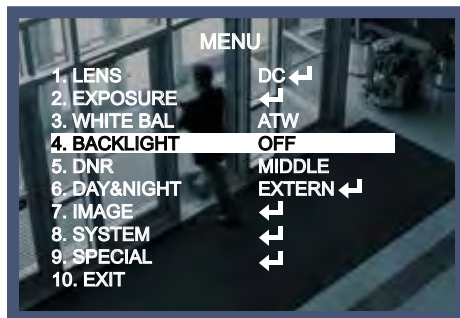 MENU
1. LENS DC
2. EXPOSURE
3. WHITE BAL ATW
4. BACKLIGHT OFF
5. DNR MIDDLE
6. DAY&NIGHT EXTERN
7. IMAGE
8. SYSTEM
9. SPECIAL
10. EXIT